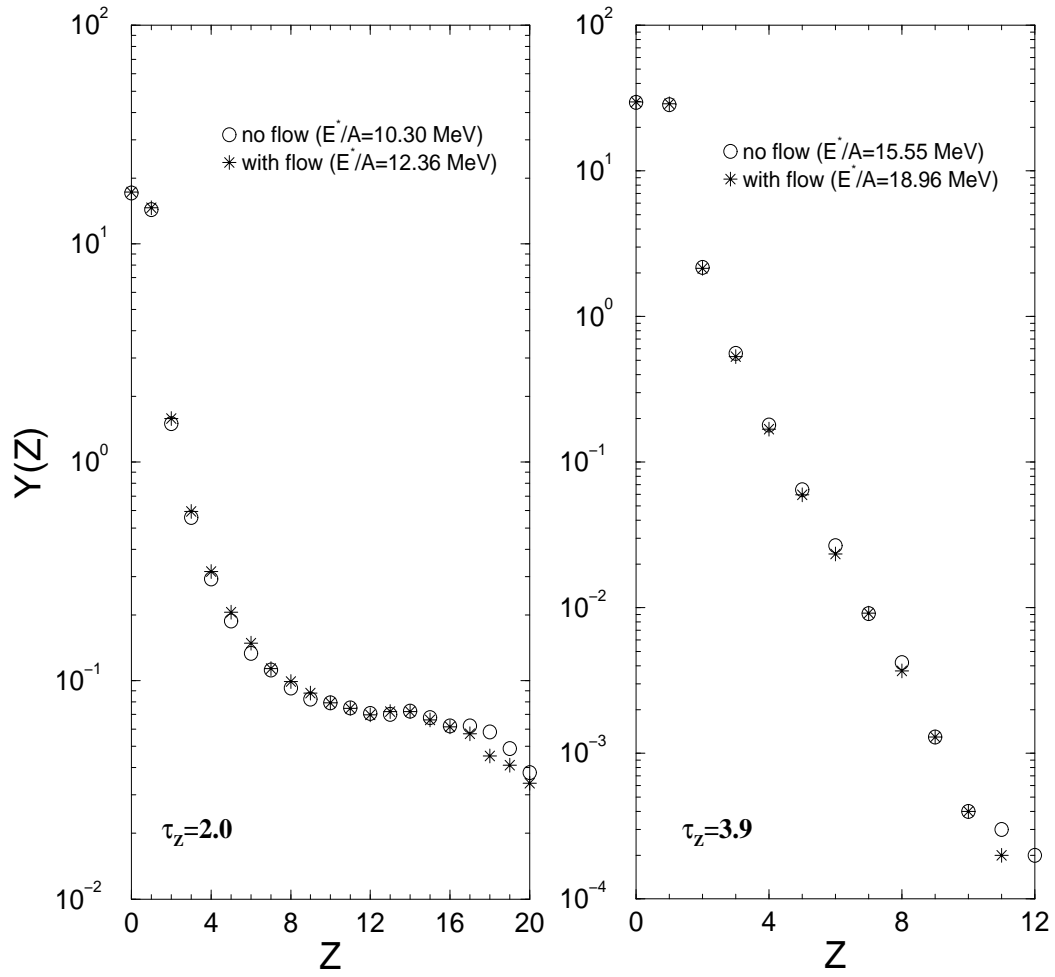 Y(Z)
10^2
10^1
10^0
10^-1
10^-2
○ no flow (E^*/A=10.30 MeV)
✳ with flow (E^*/A=12.36 MeV)
τ_Z=2.0
0 4 8 12 16 20
Z
10^2
10^1
10^0
10^-1
10^-2
10^-3
10^-4
○ no flow (E^*/A=15.55 MeV)
✳ with flow (E^*/A=18.96 MeV)
τ_Z=3.9
0 4 8 12
Z